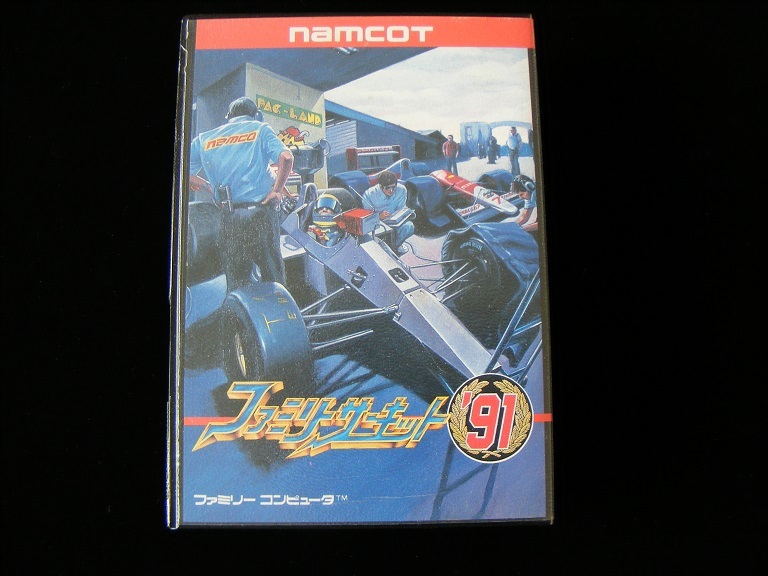 namcoT
PAC-LAND
namco
ファミリーサーキット
'91
ファミリー コンピュータ™